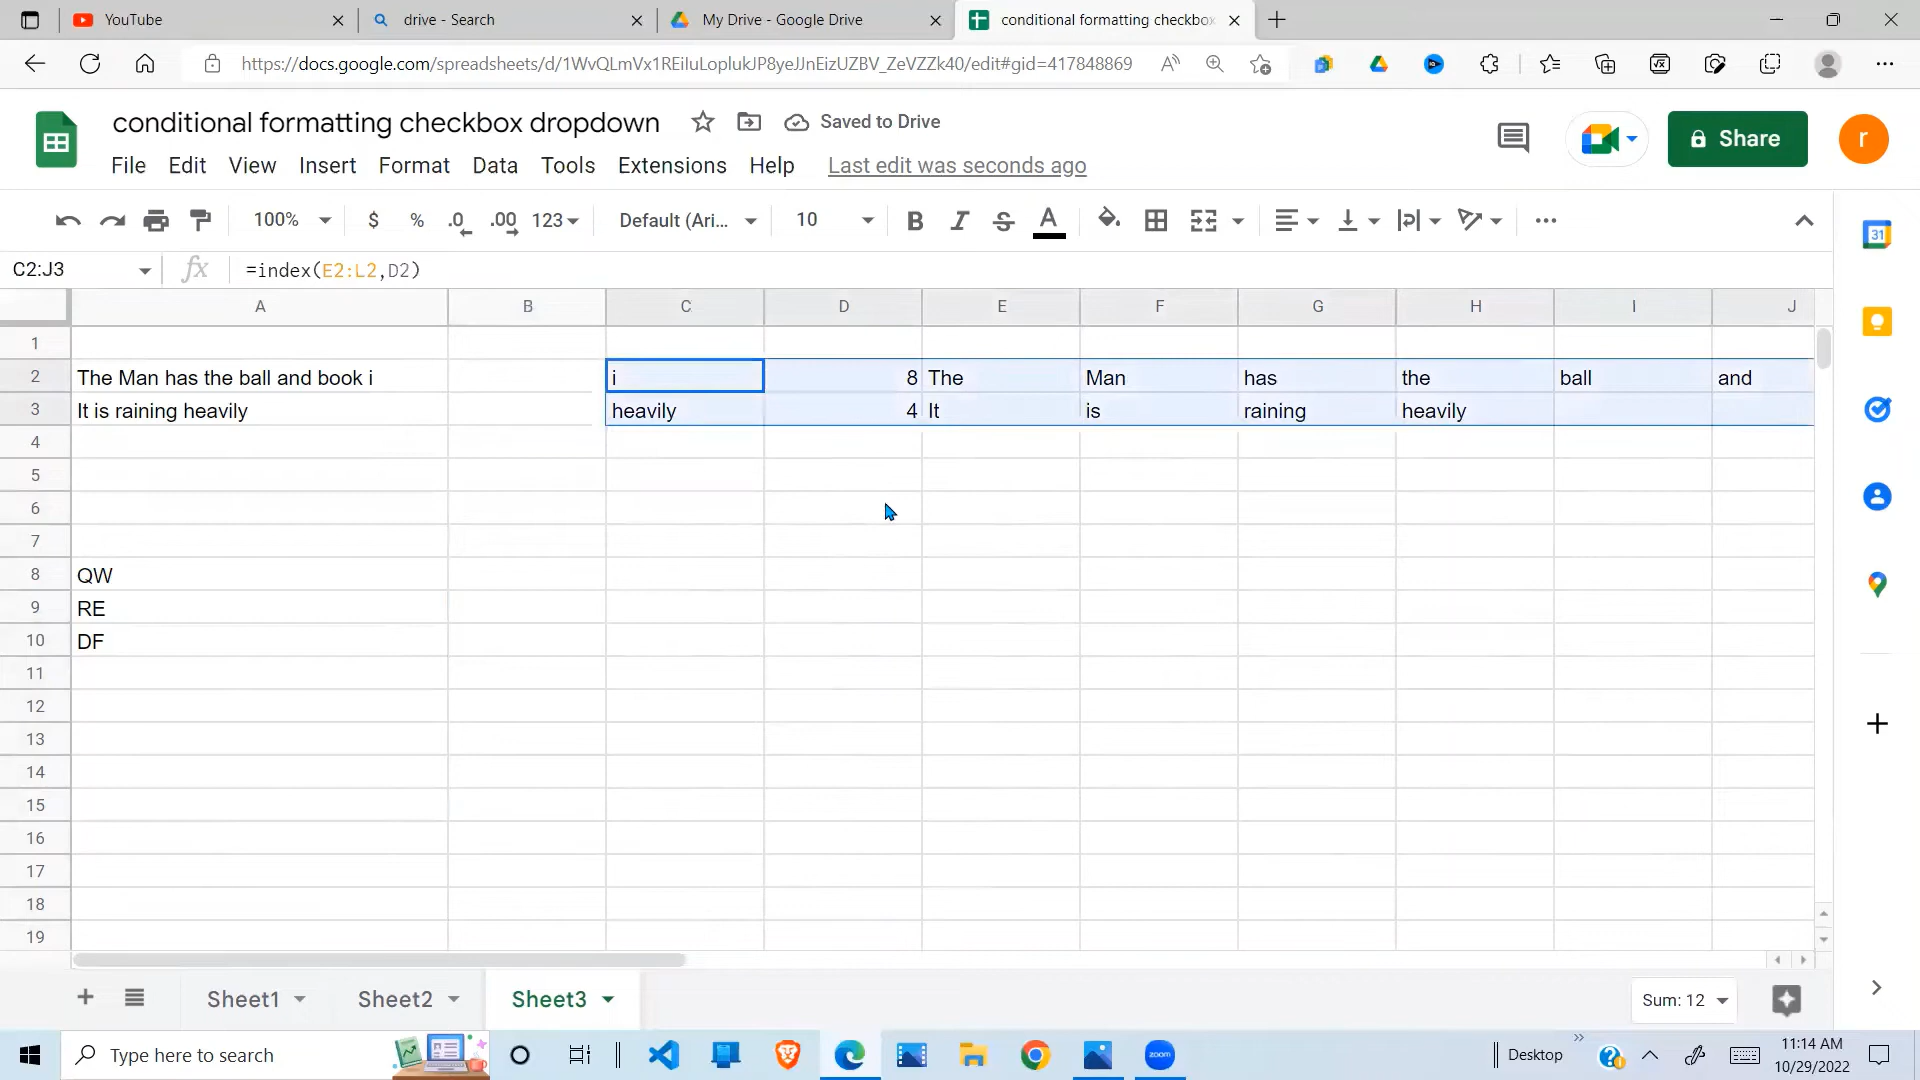 YouTube
drive - Search
My Drive - Google Drive
conditional formatting checkbox
https://docs.google.com/spreadsheets/d/1WvQLmVx1REiluLoplukJP8yeJJnEizUZBV_ZeVZZk40/edit#gid=417848869
conditional formatting checkbox dropdown
Saved to Drive
Share
r
File Edit View Insert Format Data Tools Extensions Help Last edit was seconds ago
100% $ % .0 .00 123 Default (Ari... 10 B I S A
31
C2:J3 fx =index(E2:L2,D2)
A B C D E F G H I J
1
2 The Man has the ball and book i i 8 The Man has the ball and
3 It is raining heavily heavily 4 It is raining heavily
4
5
6
7
8 QW
9 RE
10 DF
11
12
13
14
15
16
17
18
19
Sheet1 Sheet2 Sheet3 Sum: 12
Type here to search zoom Desktop 11:14 AM
10/29/2022